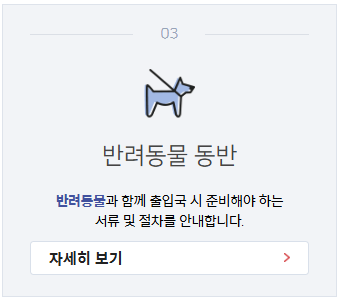 03
반려동물 동반
반려동물과 함께 출입국 시 준비해야 하는
서류 및 절차를 안내합니다.
자세히 보기